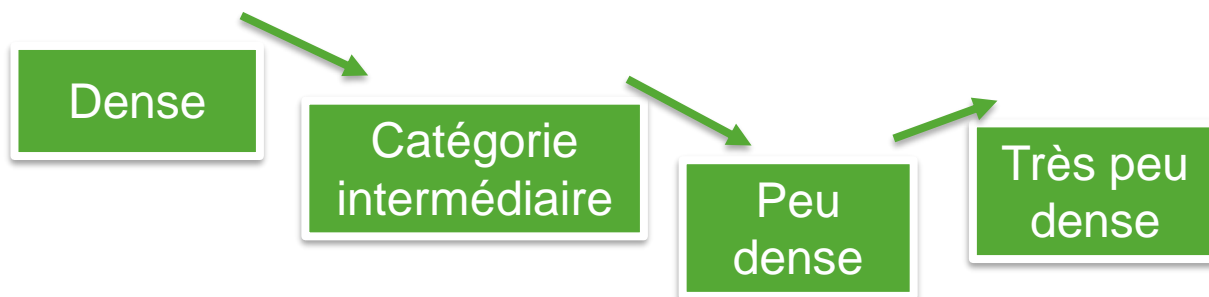 Dense
Catégorie
intermédiaire
Peu
dense
Très peu
dense